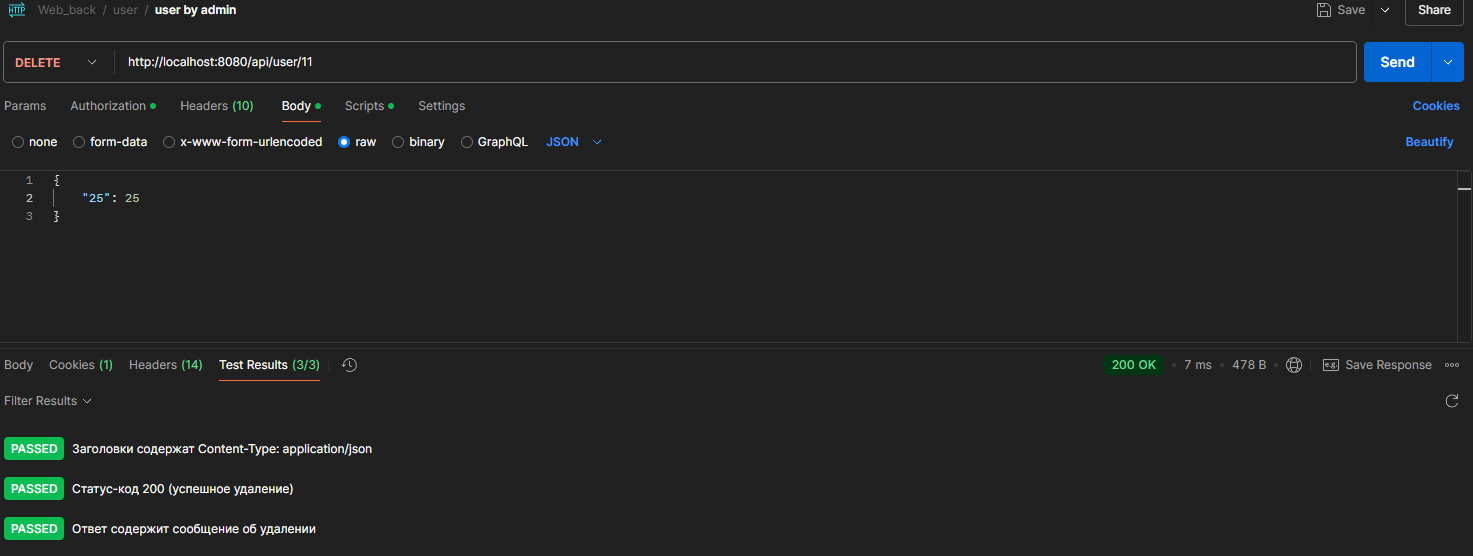 HTTP Web_back / user / user by admin Save Share
DELETE http://localhost:8080/api/user/11 Send
Params Authorization Headers (10) Body Scripts Settings Cookies
none form-data x-www-form-urlencoded raw binary GraphQL JSON Beautify
1 {
2 "25": 25
3 }
Body Cookies (1) Headers (14) Test Results (3/3) 200 OK • 7 ms • 478 B • e.g. Save Response
Filter Results
PASSED Заголовки содержат Content-Type: application/json
PASSED Статус-код 200 (успешное удаление)
PASSED Ответ содержит сообщение об удалении